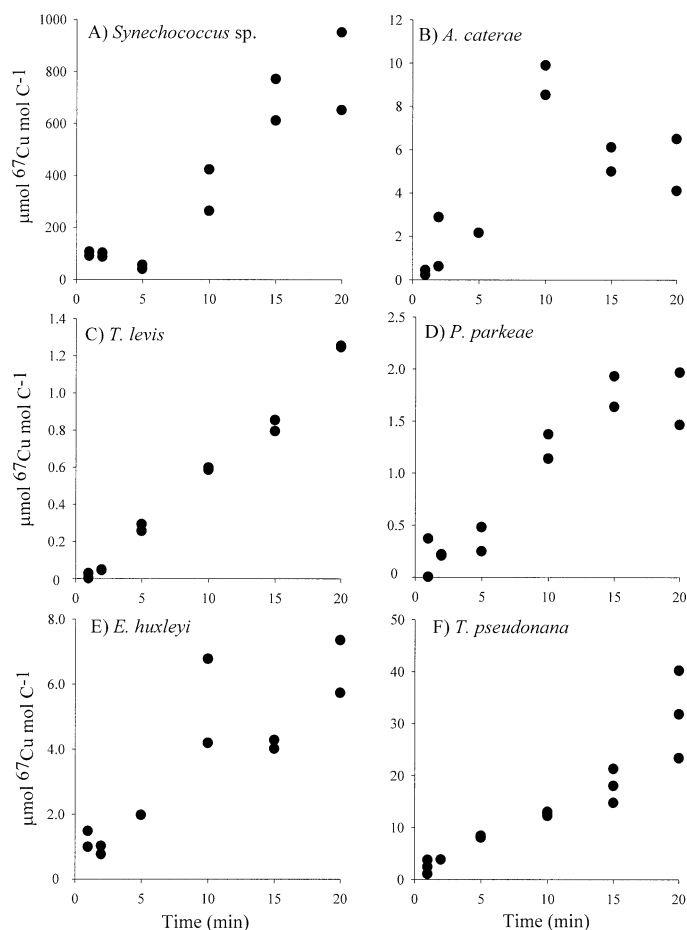 A) Synechococcus sp.
1000
800
600
400
200
0
0 5 10 15 20
μmol ⁶⁷Cu mol C⁻¹
B) A. caterae
12
10
8
6
4
2
0
0 5 10 15 20
C) T. levis
1.4
1.2
1.0
0.8
0.6
0.4
0.2
0
0 5 10 15 20
μmol ⁶⁷Cu mol C⁻¹
D) P. parkeae
2.5
2.0
1.5
1.0
0.5
0
0 5 10 15 20
E) E. huxleyi
8.0
6.0
4.0
2.0
0
0 5 10 15 20
μmol ⁶⁷Cu mol C⁻¹
Time (min)
F) T. pseudonana
50
40
30
20
10
0
0 5 10 15 20
Time (min)